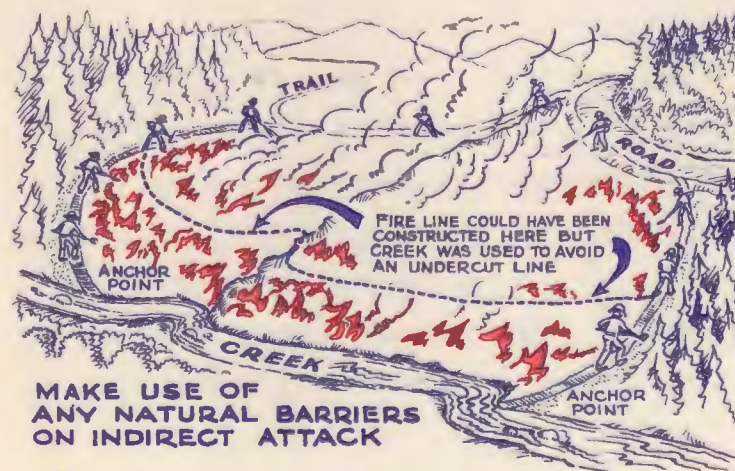 TRAIL
ROAD
FIRE LINE COULD HAVE BEEN
CONSTRUCTED HERE BUT
CREEK WAS USED TO AVOID
AN UNDERCUT LINE
ANCHOR
POINT
CREEK
ANCHOR
POINT
MAKE USE OF
ANY NATURAL BARRIERS
ON INDIRECT ATTACK